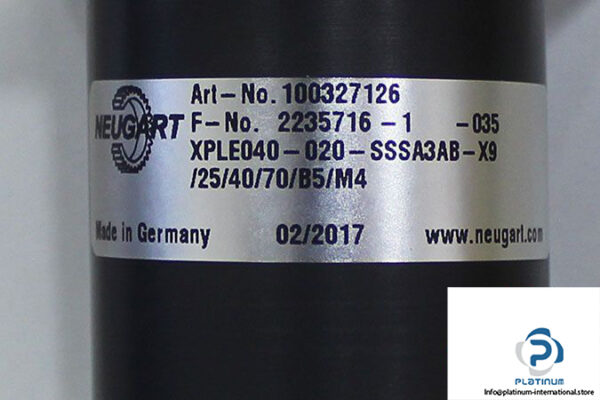 NEUGART
Art-No. 100327126
F-No. 2235716-1 -035
XPLE040-020-SSSA3AB-X9
/25/40/70/B5/M4
Made in Germany 02/2017 www.neugart.com
PLATINUM
Info@platinum-international.store